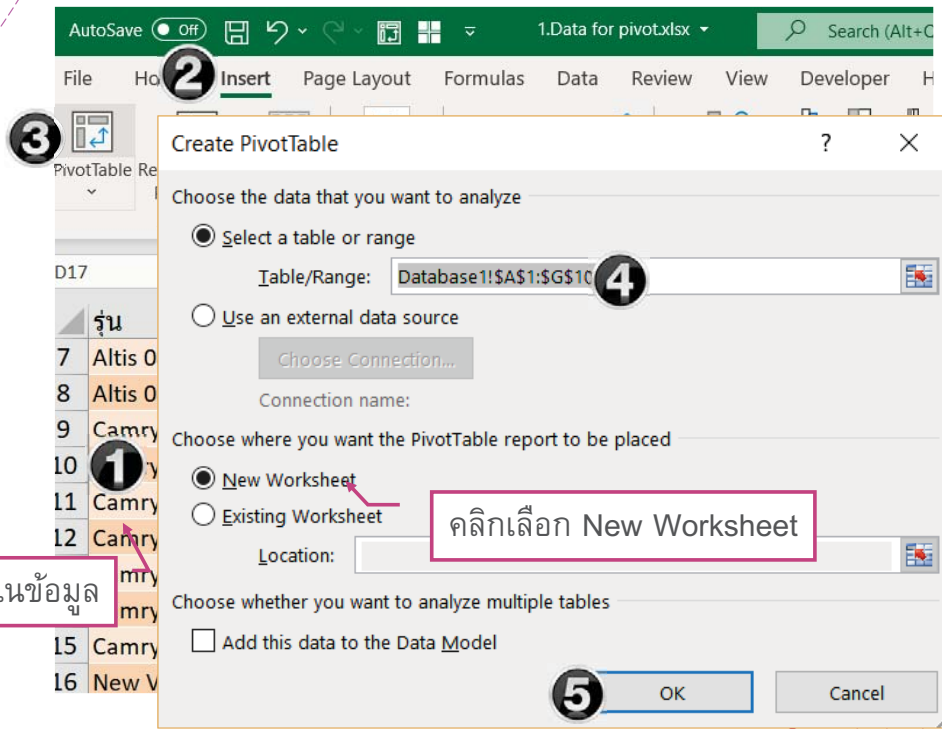 AutoSave Off 1.Data for pivot.xlsx Search (Alt+
File 2 Insert Page Layout Formulas Data Review View Developer
3
PivotTable Re
Create PivotTable ? ×
Choose the data that you want to analyze
Select a table or range
D17
Table/Range: Database1!$A$1:$G$10 4
รุ่น
Use an external data source
7 Altis 0
Choose Connection...
8 Altis 0
Connection name:
9 Camry
Choose where you want the PivotTable report to be placed
10 1 y
New Worksheet
11 Camry
Existing Worksheet
คลิกเลือก New Worksheet
12 Camry
Location:
mry
นข้อมูล
mry
Choose whether you want to analyze multiple tables
15 Camry
Add this data to the Data Model
16 New V
5 OK Cancel